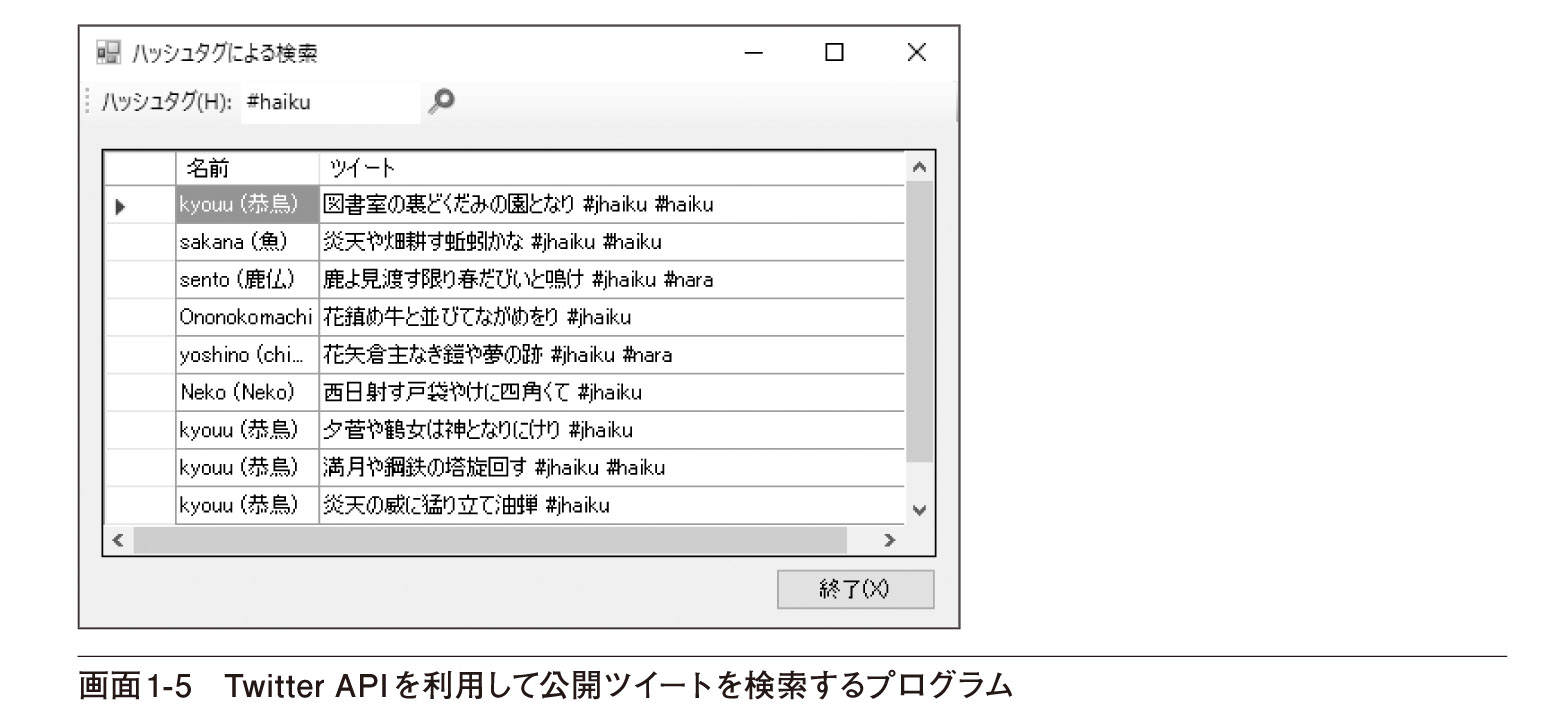 ハッシュタグによる検索
ハッシュタグ(H): #haiku
名前 ツイート
kyouu (恭鳥) 図書室の裏どくだみの園となり #jhaiku #haiku
sakana (魚) 炎天や畑耕す蚯蚓かな #jhaiku #haiku
sento (鹿仏) 鹿よ見渡す限り春だびいと鳴け #jhaiku #nara
Ononokomachi 花鎮め牛と並びてながめをり #jhaiku
yoshino (chi... 花矢倉主なき鎧や夢の跡 #jhaiku #nara
Neko (Neko) 西日射す戸袋やけに四角くて #jhaiku
kyouu (恭鳥) 夕菅や鶴女は神となりにけり #jhaiku
kyouu (恭鳥) 満月や鋼鉄の塔旋回す #jhaiku #haiku
kyouu (恭鳥) 炎天の威に猛り立て油蝉 #jhaiku
終了(X)
画面1-5 Twitter APIを利用して公開ツイートを検索するプログラム